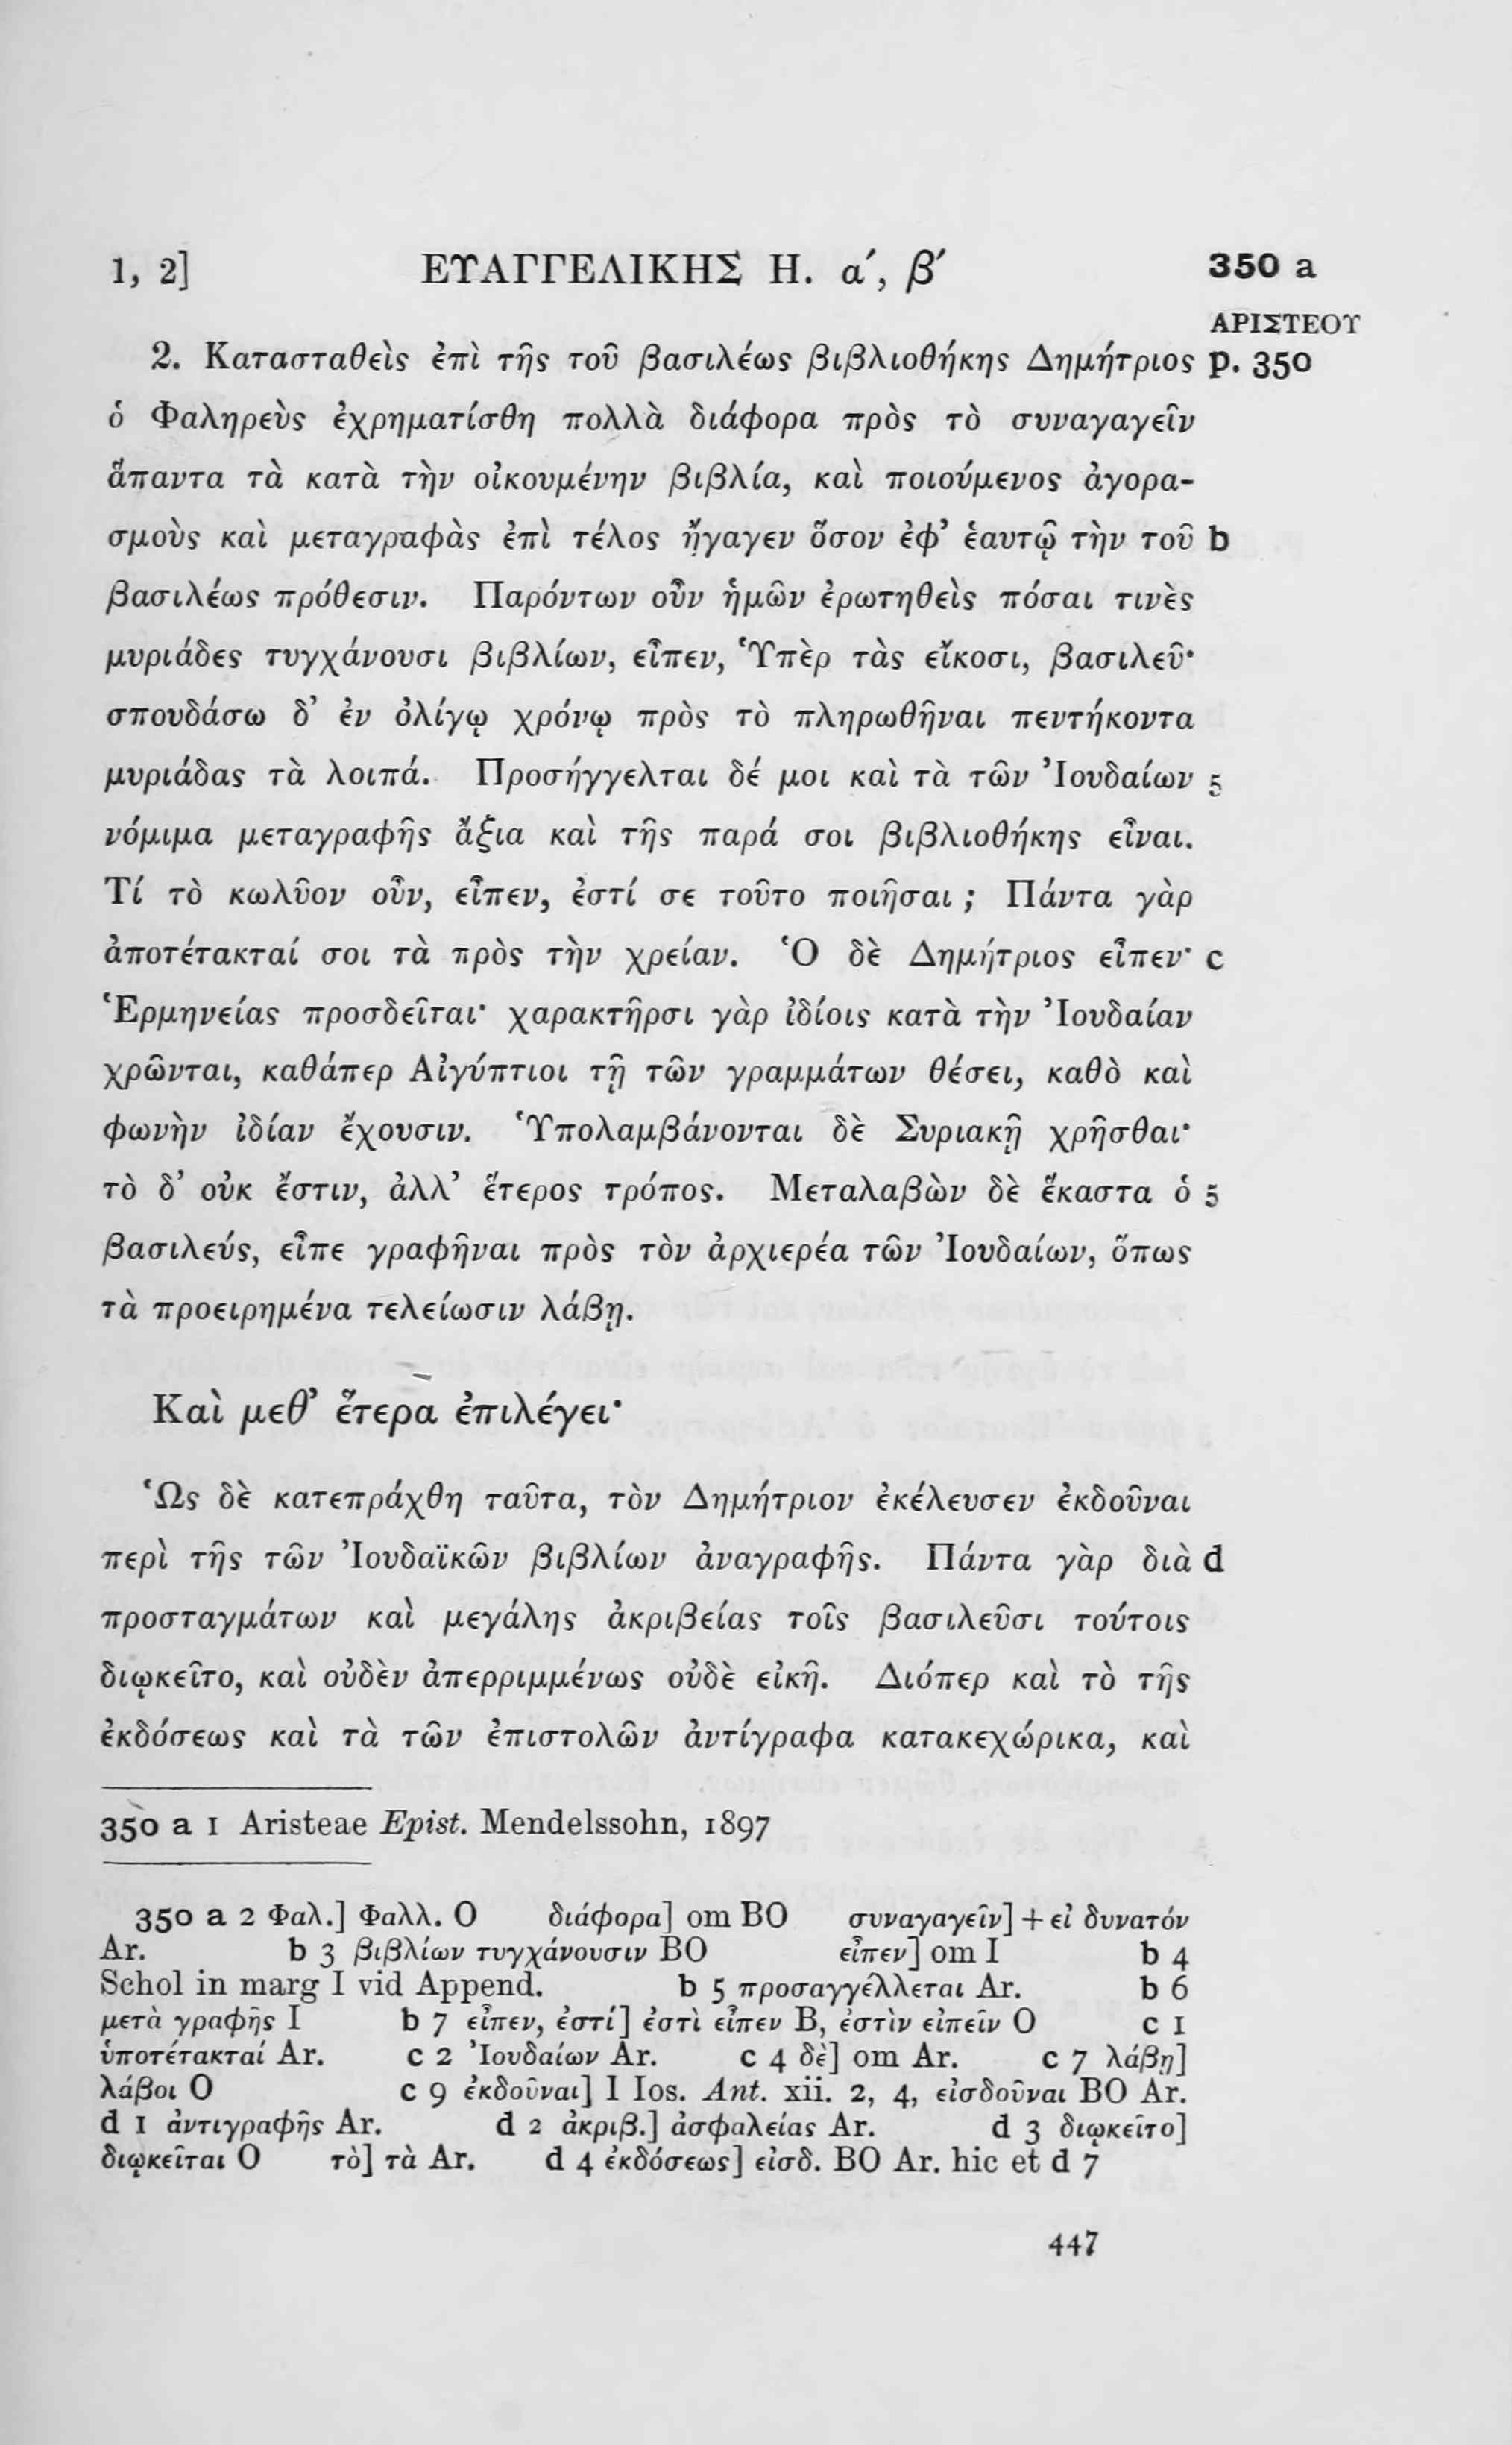 1, 2] ΕΥΑΓΓΕΛΙΚΗΣ Η. α΄, β΄ 350 a
ΑΡΙΣΤΕΟΥ
2. Κατασταθεὶς ἐπὶ τῆς τοῦ βασιλέως βιβλιοθήκης Δημήτριος p. 350
ὁ Φαληρεὺς ἐχρηματίσθη πολλὰ διάφορα πρὸς τὸ συναγαγεῖν
ἅπαντα τὰ κατὰ τὴν οἰκουμένην βιβλία, καὶ ποιούμενος ἀγορα-
σμοὺς καὶ μεταγραφὰς ἐπὶ τέλος ἤγαγεν ὅσον ἐφ’ ἑαυτῷ τὴν τοῦ b
βασιλέως πρόθεσιν. Παρόντων οὖν ἡμῶν ἐρωτηθεὶς πόσαι τινὲς
μυριάδες τυγχάνουσι βιβλίων, εἶπεν, Ὑπὲρ τὰς εἴκοσι, βασιλεῦ·
σπουδάσω δ’ ἐν ὀλίγῳ χρόνῳ πρὸς τὸ πληρωθῆναι πεντήκοντα
μυριάδας τὰ λοιπά. Προσήγγελται δέ μοι καὶ τὰ τῶν Ἰουδαίων 5
νόμιμα μεταγραφῆς ἄξια καὶ τῆς παρά σοι βιβλιοθήκης εἶναι.
Τί τὸ κωλῦον οὖν, εἶπεν, ἐστί σε τοῦτο ποιῆσαι ; Πάντα γὰρ
ἀποτέτακταί σοι τὰ πρὸς τὴν χρείαν. Ὁ δὲ Δημήτριος εἶπεν· c
Ἑρμηνείας προσδεῖται· χαρακτῆρσι γὰρ ἰδίοις κατὰ τὴν Ἰουδαίαν
χρῶνται, καθάπερ Αἰγύπτιοι τῇ τῶν γραμμάτων θέσει, καθὸ καὶ
φωνὴν ἰδίαν ἔχουσιν. Ὑπολαμβάνονται δὲ Συριακῇ χρῆσθαι·
τὸ δ’ οὐκ ἔστιν, ἀλλ’ ἕτερος τρόπος. Μεταλαβὼν δὲ ἕκαστα ὁ 5
βασιλεύς, εἶπε γραφῆναι πρὸς τὸν ἀρχιερέα τῶν Ἰουδαίων, ὅπως
τὰ προειρημένα τελείωσιν λάβῃ.
Καὶ μεθ’ ἕτερα ἐπιλέγει·
Ὡς δὲ κατεπράχθη ταῦτα, τὸν Δημήτριον ἐκέλευσεν ἐκδοῦναι
περὶ τῆς τῶν Ἰουδαϊκῶν βιβλίων ἀναγραφῆς. Πάντα γὰρ διὰ d
προσταγμάτων καὶ μεγάλης ἀκριβείας τοῖς βασιλεῦσι τούτοις
διῳκεῖτο, καὶ οὐδὲν ἀπερριμμένως οὐδὲ εἰκῆ. Διόπερ καὶ τὸ τῆς
ἐκδόσεως καὶ τὰ τῶν ἐπιστολῶν ἀντίγραφα κατακεχώρικα, καὶ
350 a 1 Aristeae Epist. Mendelssohn, 1897
350 a 2 Φαλ.] Φαλλ. O διάφορα] om BO συναγαγεῖν] + εἰ δυνατόν
Ar. b 3 βιβλίων τυγχάνουσιν BO εἶπεν] om I b 4
Schol in marg I vid Append. b 5 προσαγγέλλεται Ar. b 6
μετὰ γραφῆς I b 7 εἶπεν, ἐστί] ἐστὶ εἶπεν B, ἐστὶν εἰπεῖν O c 1
ὑποτέτακταί Ar. c 2 Ἰουδαίων Ar. c 4 δὲ] om Ar. c 7 λάβῃ]
λάβοι O c 9 ἐκδοῦναι] I Ios. Ant. xii. 2, 4, εἰσδοῦναι BO Ar.
d 1 ἀντιγραφῆς Ar. d 2 ἀκριβ.] ἀσφαλείας Ar. d 3 διῳκεῖτο]
διῳκεῖται O τὸ] τὰ Ar. d 4 ἐκδόσεως] εἰσδ. BO Ar. hic et d 7
447